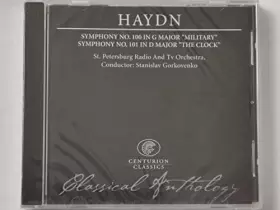 HAYDN
SYMPHONY NO. 100 IN G MAJOR "MILITARY"
SYMPHONY NO. 101 IN D MAJOR "THE CLOCK"
St. Petersburg Radio And Tv Orchestra,
Conductor: Stanislav Gorkovenko
CENTURION
CLASSICS
Classical Anthology